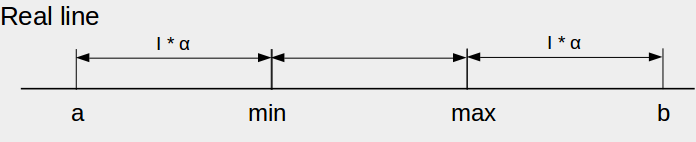 Real line
I * α
I * α
a
min
max
b